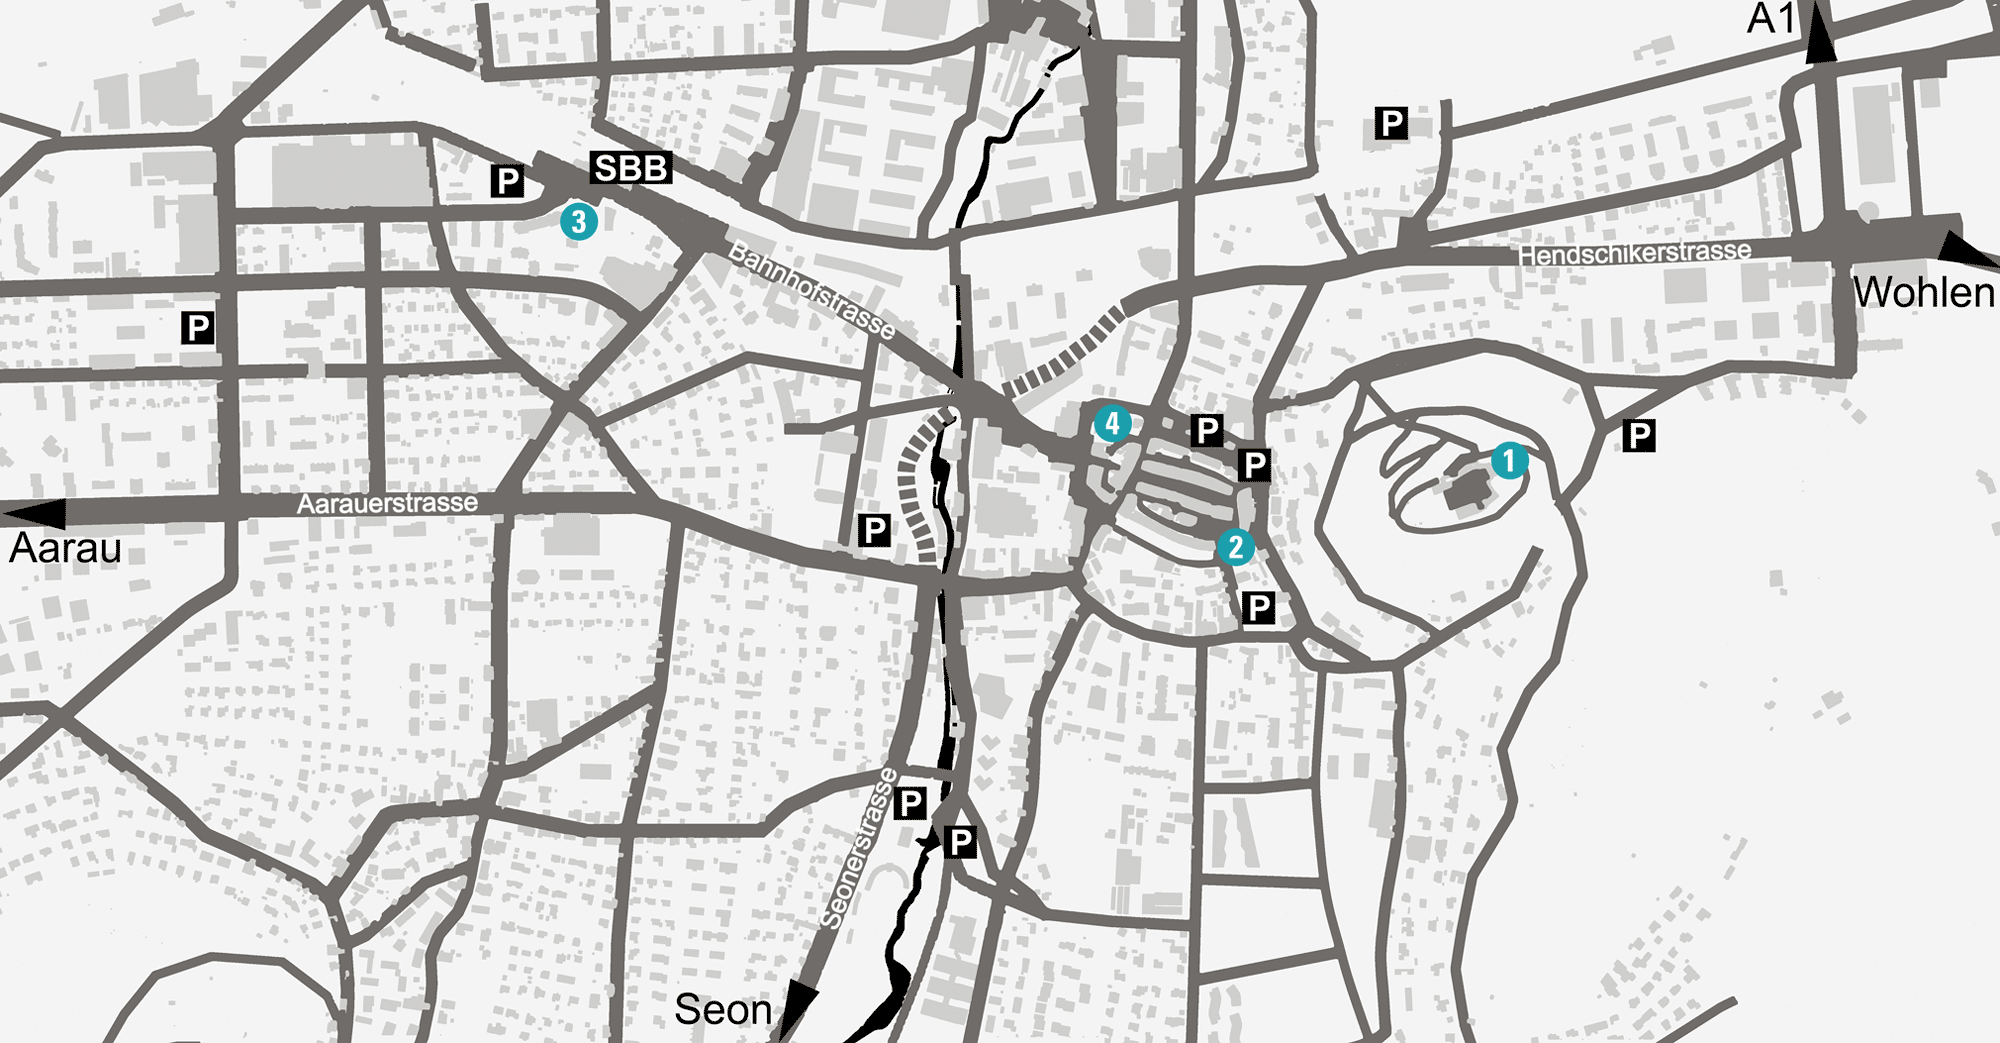 A1
P
SBB
P
3
Bahnhofstrasse
Hendschikerstrasse
Wohlen
P
4
P
P
P
1
Aarauerstrasse
Aarau
P
2
P
Seonerstrasse
P
P
Seon